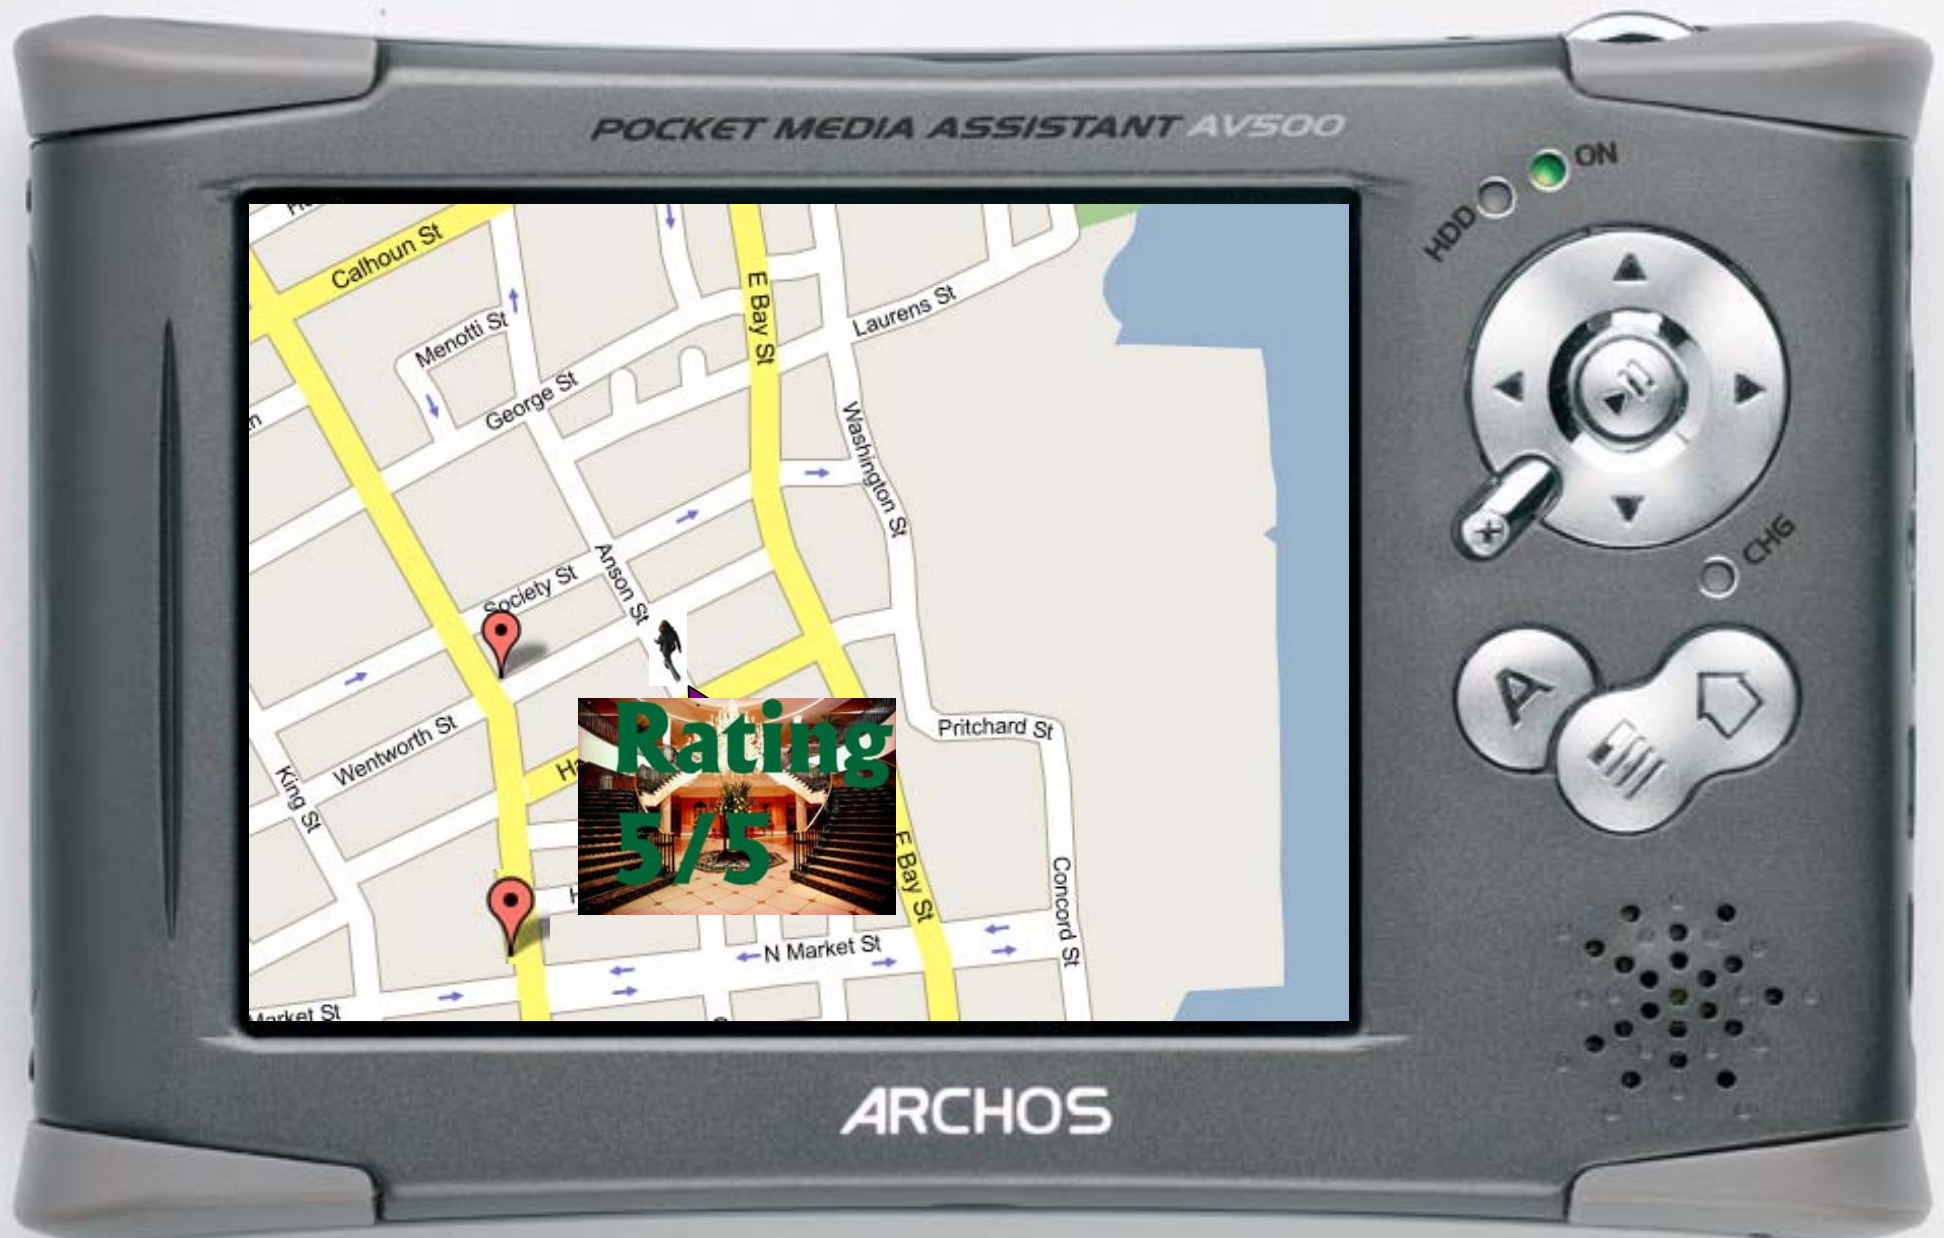 POCKET MEDIA ASSISTANT AV500
ON
HDD
Calhoun St
E Bay St
Menotti St
Laurens St
George St
Washington St
Anson St
Society St
CHG
A
Wentworth St
King St
Pritchard St
Rating
5/5
E Bay St
Concord St
N Market St
Market St
ARCHOS